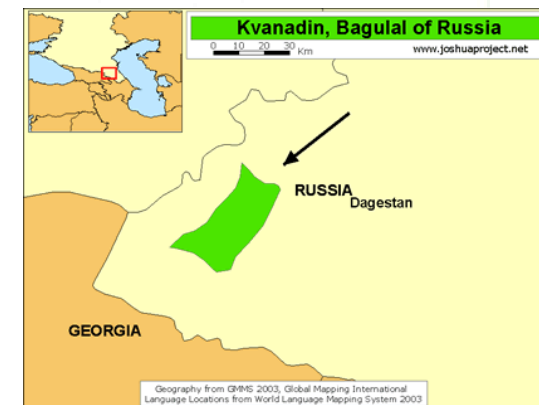 Kvanadin, Bagulal of Russia
0 10 20 30 Km
www.joshuaproject.net
RUSSIA
Dagestan
GEORGIA
Geography from GMMS 2003, Global Mapping International
Language Locations from World Language Mapping System 2003